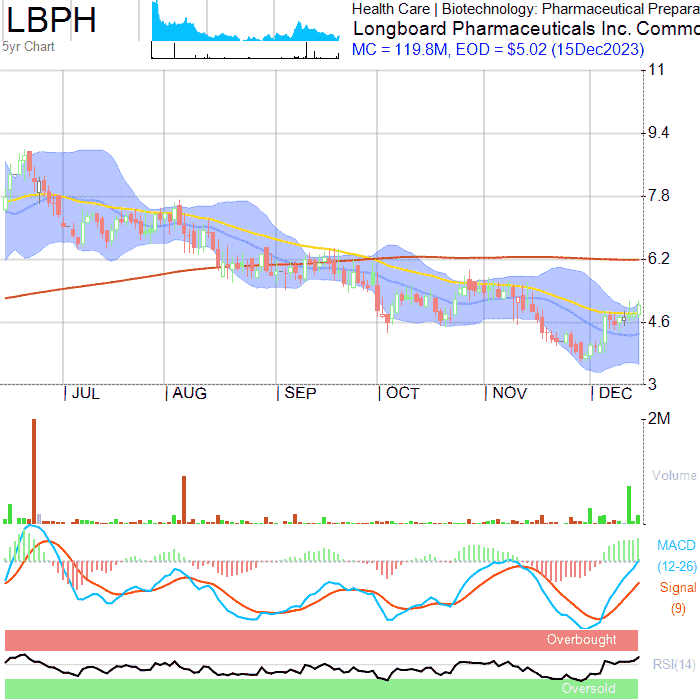 LBPH
5yr Chart
Health Care | Biotechnology: Pharmaceutical Prepara
Longboard Pharmaceuticals Inc. Commo
MC = 119.8M, EOD = $5.02 (15Dec2023)
11
9.4
7.8
6.2
4.6
3
JUL AUG SEP OCT NOV DEC
2M
Volume
MACD
(12-26)
Signal
(9)
Overbought
RSI(14)
Oversold